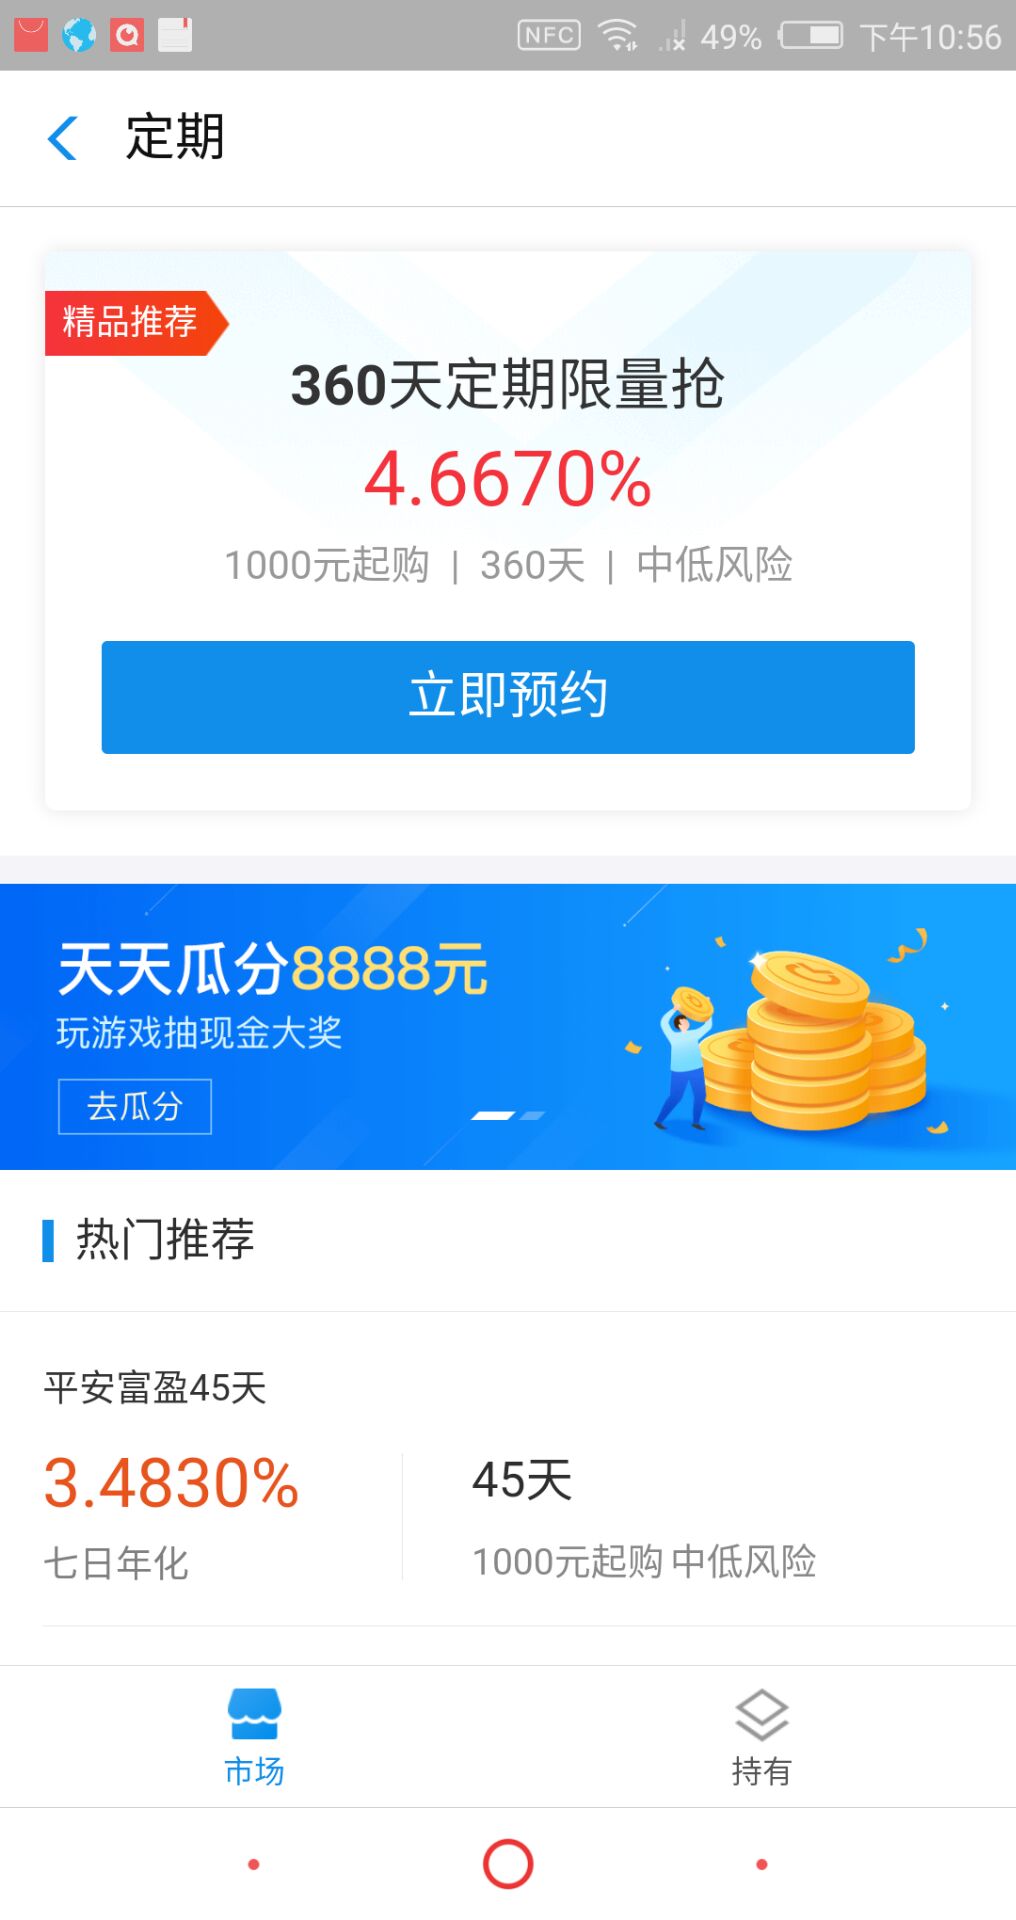 NFC 49% 下午10:56
定期
精品推荐
360天定期限量抢
4.6670%
1000元起购 | 360天 | 中低风险
立即预约
天天瓜分8888元
玩游戏抽现金大奖
去瓜分
热门推荐
平安富盈45天
3.4830%
45天
七日年化
1000元起购 中低风险
市场
持有